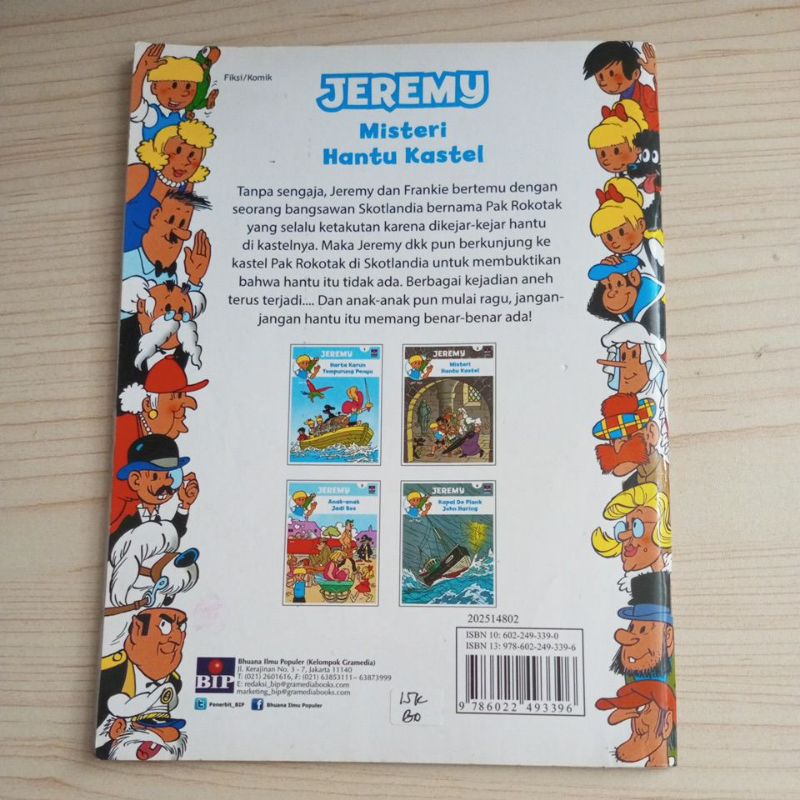 Fiksi/Komik
JEREMY
Misteri
Hantu Kastel
Tanpa sengaja, Jeremy dan Frankie bertemu dengan
seorang bangsawan Skotlandia bernama Pak Rokotak
yang selalu ketakutan karena dikejar-kejar hantu
di kastelnya. Maka Jeremy dkk pun berkunjung ke
kastel Pak Rokotak di Skotlandia untuk membuktikan
bahwa hantu itu tidak ada. Berbagai kejadian aneh
terus terjadi.... Dan anak-anak pun mulai ragu, jangan-
jangan hantu itu memang benar-benar ada!
JEREMY
Harta Karun
Tempurung Penyu
JEREMY
Misteri
Hantu Kastel
JEREMY
Anak-anak
Jadi Bos
JEREMY
Kapal De Plank
John Haring
202514802
ISBN 10: 602-249-339-0
ISBN 13: 978-602-249-339-6
9 786022 493396
BIP
Bhuana Ilmu Populer (Kelompok Gramedia)
Jl. Kerajinan No. 3 - 7, Jakarta 11140
T: (021) 2601616, F: (021) 63853111– 63873999
E: redaksi_bip@gramediabooks.com
marketing_bip@gramediabooks.com
Penerbit_BIP
Bhuana Ilmu Populer
15K